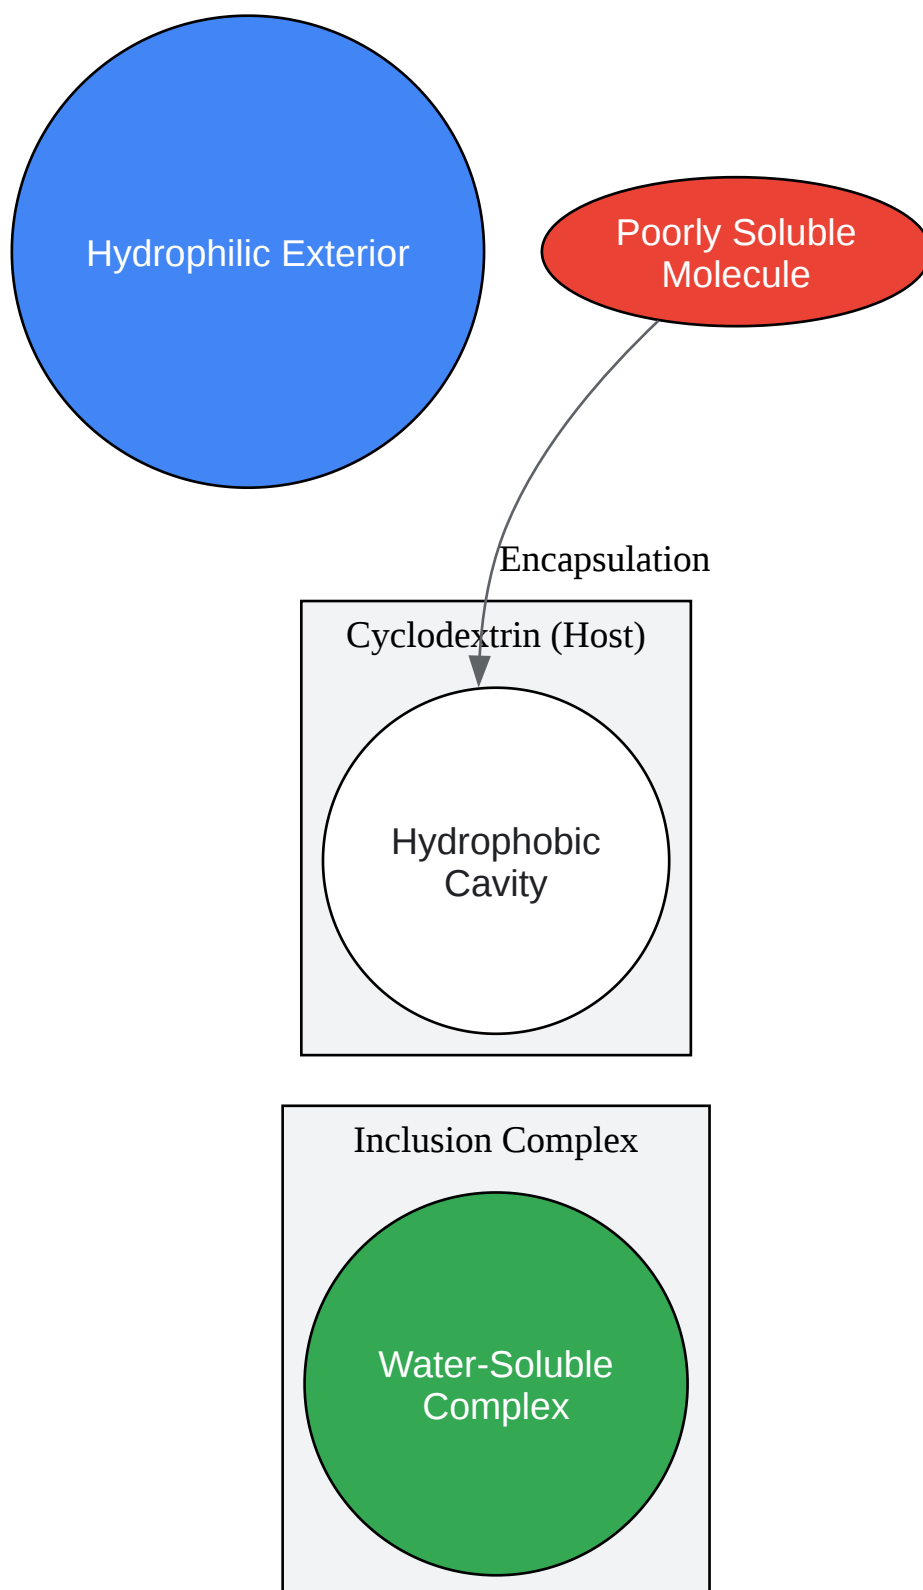 Hydrophilic Exterior
Poorly Soluble
Molecule
Encapsulation
Cyclodextrin (Host)
Hydrophobic
Cavity
Inclusion Complex
Water-Soluble
Complex